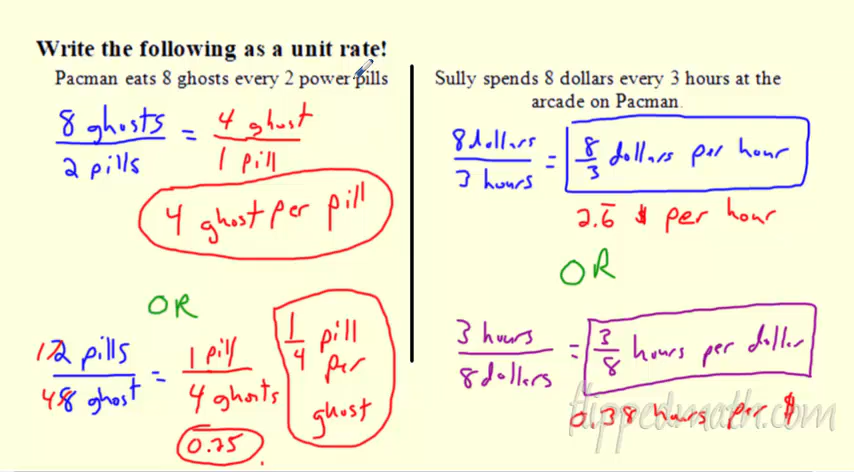 Write the following as a unit rate!
Pacman eats 8 ghosts every 2 power pills
8 ghosts / 2 pills = 4 ghost / 1 pill
4 ghost per pill
OR
12 pills / 48 ghost = 1 pill / 4 ghosts
1/4 pill
per
ghost
0.25
Sully spends 8 dollars every 3 hours at the
arcade on Pacman.
8 dollars / 3 hours = 8/3 dollars per hour
2.6̅ $ per hour
OR
3 hours / 8 dollars = 3/8 hours per dollar
0.38 hours per $
flippedmath.com